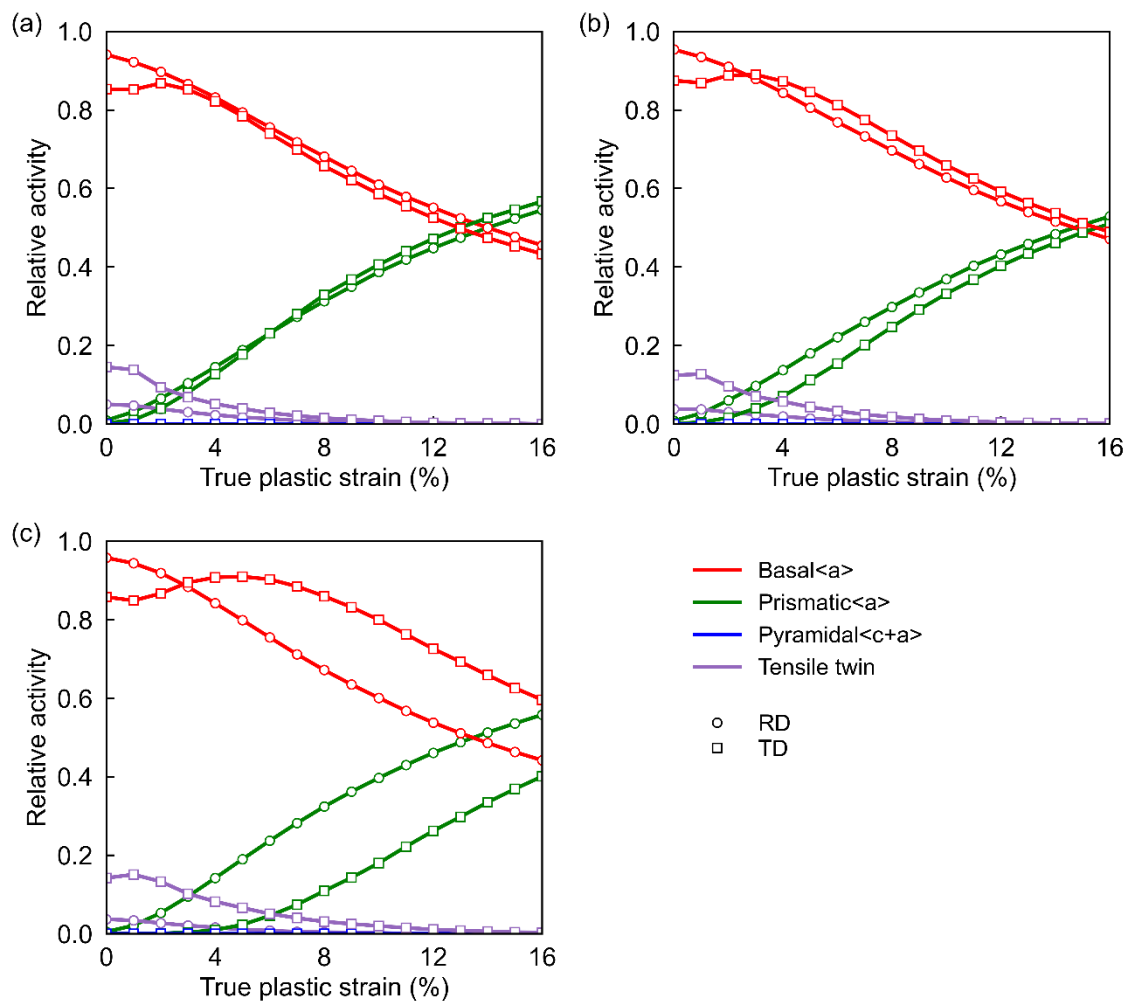 (a)
1.0
0.8
0.6
0.4
0.2
0.0
Relative activity
0 4 8 12 16
True plastic strain (%)
(b)
1.0
0.8
0.6
0.4
0.2
0.0
Relative activity
0 4 8 12 16
True plastic strain (%)
(c)
1.0
0.8
0.6
0.4
0.2
0.0
Relative activity
0 4 8 12 16
True plastic strain (%)
Basal<a>
Prismatic<a>
Pyramidal<c+a>
Tensile twin
RD
TD